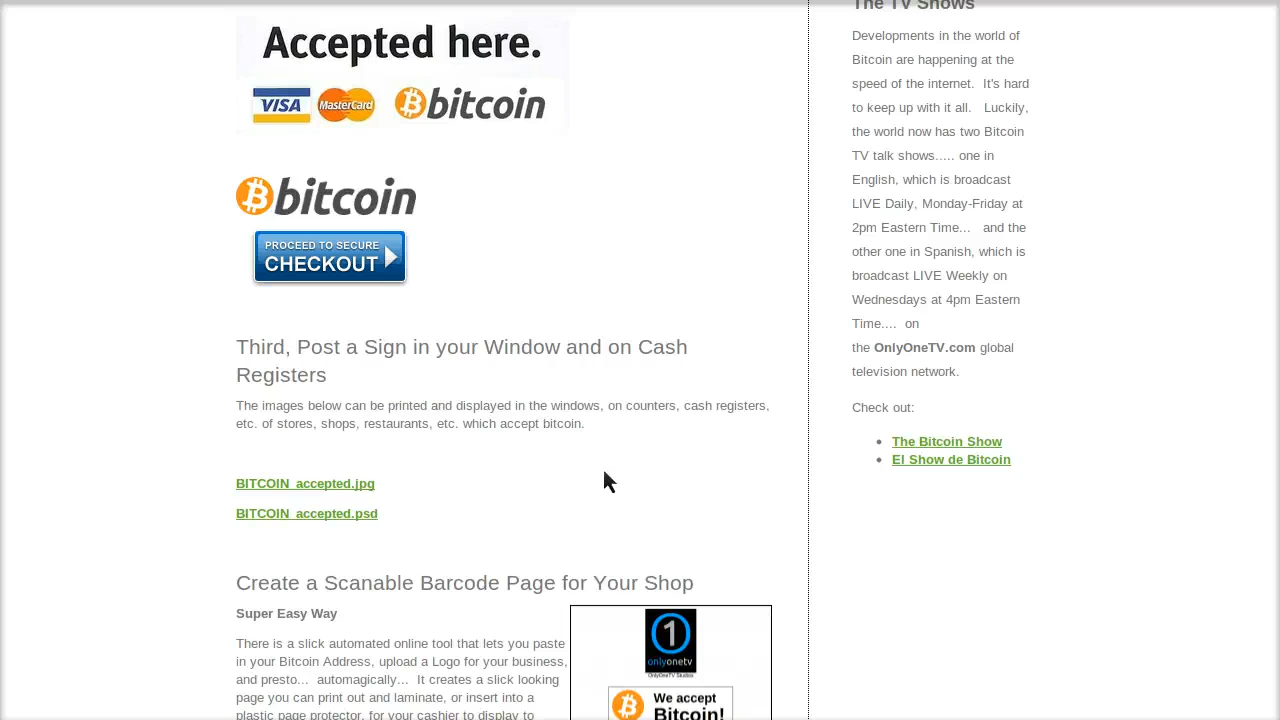 Accepted here.
VISA MasterCard bitcoin
bitcoin
PROCEED TO SECURE
CHECKOUT
Third, Post a Sign in your Window and on Cash
Registers
The images below can be printed and displayed in the windows, on counters, cash registers,
etc. of stores, shops, restaurants, etc. which accept bitcoin.
BITCOIN_accepted.jpg
BITCOIN_accepted.psd
Create a Scanable Barcode Page for Your Shop
Super Easy Way
There is a slick automated online tool that lets you paste
in your Bitcoin Address, upload a Logo for your business,
and presto... automagically... It creates a slick looking
page you can print out and laminate, or insert into a
plastic page protector, for your cashier to display to
1
onlyonetv
OnlyOneTV Studios
We accept
Bitcoin!
The TV Shows
Developments in the world of
Bitcoin are happening at the
speed of the internet. It's hard
to keep up with it all. Luckily,
the world now has two Bitcoin
TV talk shows..... one in
English, which is broadcast
LIVE Daily, Monday-Friday at
2pm Eastern Time... and the
other one in Spanish, which is
broadcast LIVE Weekly on
Wednesdays at 4pm Eastern
Time.... on
the OnlyOneTV.com global
television network.
Check out:
The Bitcoin Show
El Show de Bitcoin